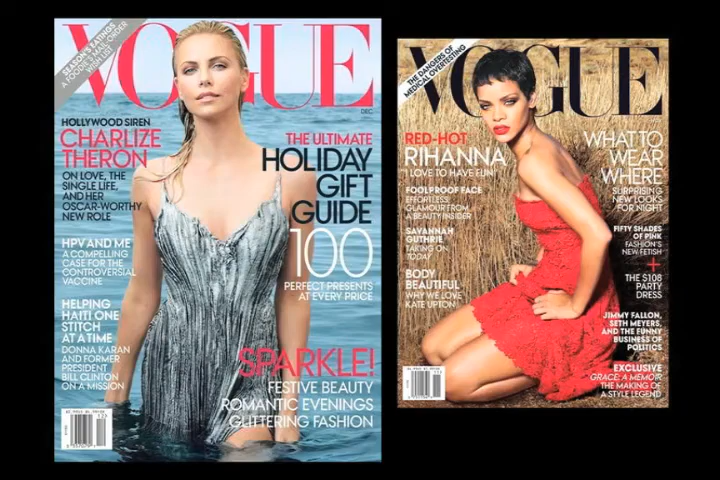 SEASON'S EATINGS
A FOODIE'S MAIL-ORDER
WISH LIST
VOGUE
DEC
HOLLYWOOD SIREN
CHARLIZE
THERON
ON LOVE, THE
SINGLE LIFE,
AND HER
OSCAR-WORTHY
NEW ROLE
HPV AND ME
A COMPELLING
CASE FOR THE
CONTROVERSIAL
VACCINE
HELPING
HAITI ONE
STITCH
AT A TIME
DONNA KARAN
AND FORMER
PRESIDENT
BILL CLINTON
ON A MISSION
THE ULTIMATE
HOLIDAY
GIFT
GUIDE
100
PERFECT PRESENTS
AT EVERY PRICE
SPARKLE!
FESTIVE BEAUTY
ROMANTIC EVENINGS
GLITTERING FASHION
THE DANGERS OF
MEDICAL OVERTESTING
VOGUE
RED-HOT
RIHANNA
"I LOVE TO HAVE FUN"
FOOLPROOF FACE
EFFORTLESS
GLAMOUR FROM
A BEAUTY INSIDER
SAVANNAH
GUTHRIE
TAKING ON
TODAY
BODY
BEAUTIFUL
WHY WE LOVE
KATE UPTON
WHAT TO
WEAR
WHERE
SURPRISING
NEW LOOKS
FOR NIGHT
FIFTY SHADES
OF PINK
FASHION'S
NEW FETISH
+
THE $108
PARTY
DRESS
JIMMY FALLON,
SETH MEYERS,
AND THE FUNNY
BUSINESS OF
POLITICS
EXCLUSIVE
GRACE: A MEMOIR
THE MAKING OF
A STYLE LEGEND